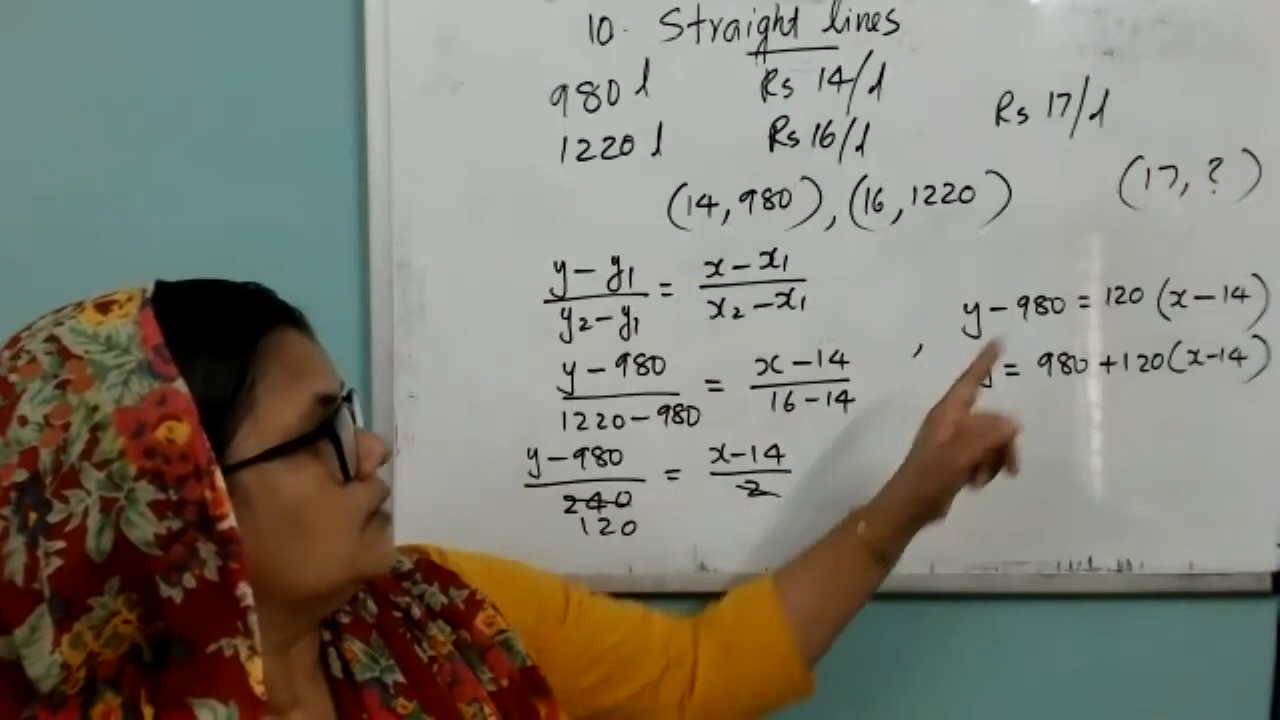 10. Straight lines
980 l Rs 14/l
1220 l Rs 16/l Rs 17/l
(14, 980), (16, 1220) (17, ?)
y - y₁ / y₂ - y₁ = x - x₁ / x₂ - x₁
y - 980 / 1220 - 980 = x - 14 / 16 - 14
y - 980 / 240 120 = x - 14 / 2
, y - 980 = 120 (x - 14)
y = 980 + 120 (x - 14)